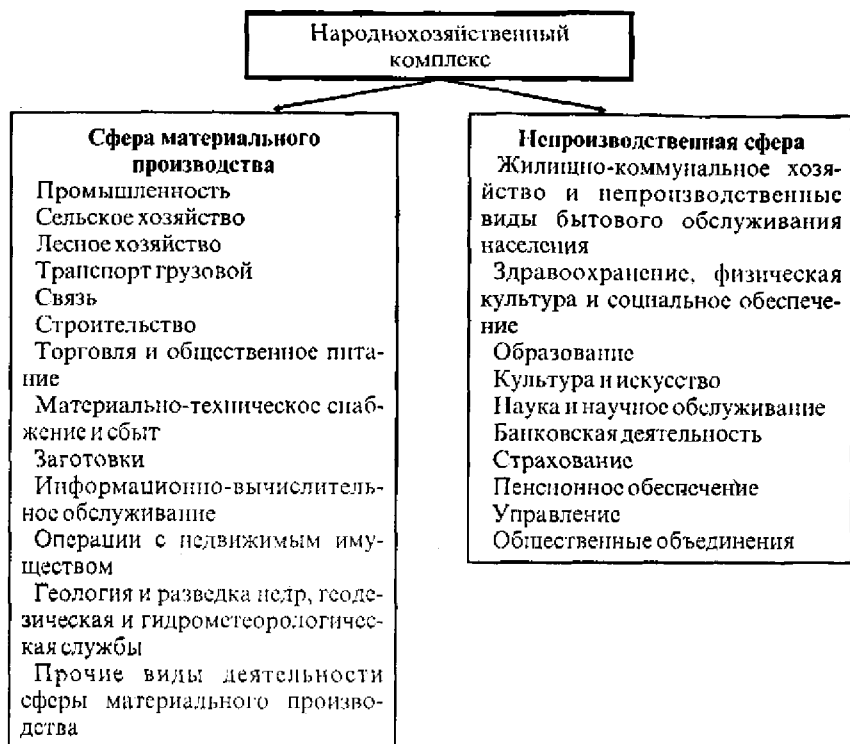 Народнохозяйственный
комплекс
Сфера материального
производства
Промышленность
Сельское хозяйство
Лесное хозяйство
Транспорт грузовой
Связь
Строительство
Торговля и общественное пита-
ние
Материально-техническое снаб-
жение и сбыт
Заготовки
Информационно-вычислитель-
ное обслуживание
Операции с недвижимым иму-
ществом
Геология и разведка недр, геоде-
зическая и гидрометеорологичес-
кая службы
Прочие виды деятельности
сферы материального произво-
дства
Непроизводственная сфера
Жилищно-коммунальное хозя-
йство и непроизводственные
виды бытового обслуживания
населения
Здравоохранение, физическая
культура и социальное обеспече-
ние
Образование
Культура и искусство
Наука и научное обслуживание
Банковская деятельность
Страхование
Пенсионное обеспечение
Управление
Общественные объединения